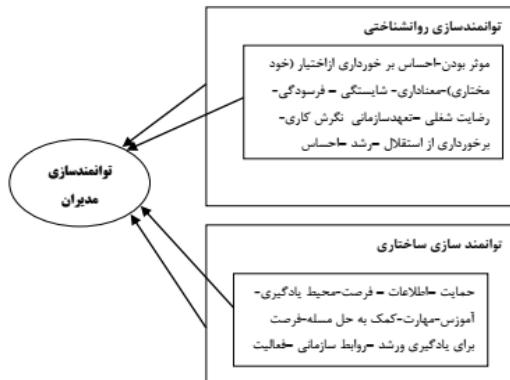 توانمندسازی روانشناختی
موثر بودن-احساس بر خورداری ازاختیار (خود
مختاری)-معناداری- شایستگی – فرسودگی-
رضایت شغلی –تعهدسازمانی نگرش کاری-
برخورداری از استقلال –رشد –احساس
توانمندسازی
مدیران
توانمند سازی ساختاری
حمایت –اطلاعات – فرصت-محیط یادگیری-
آموزس-مهارت-کمک به حل مسله-فرصت
برای یادگیری ورشد –روابط سازمانی –فعالیت